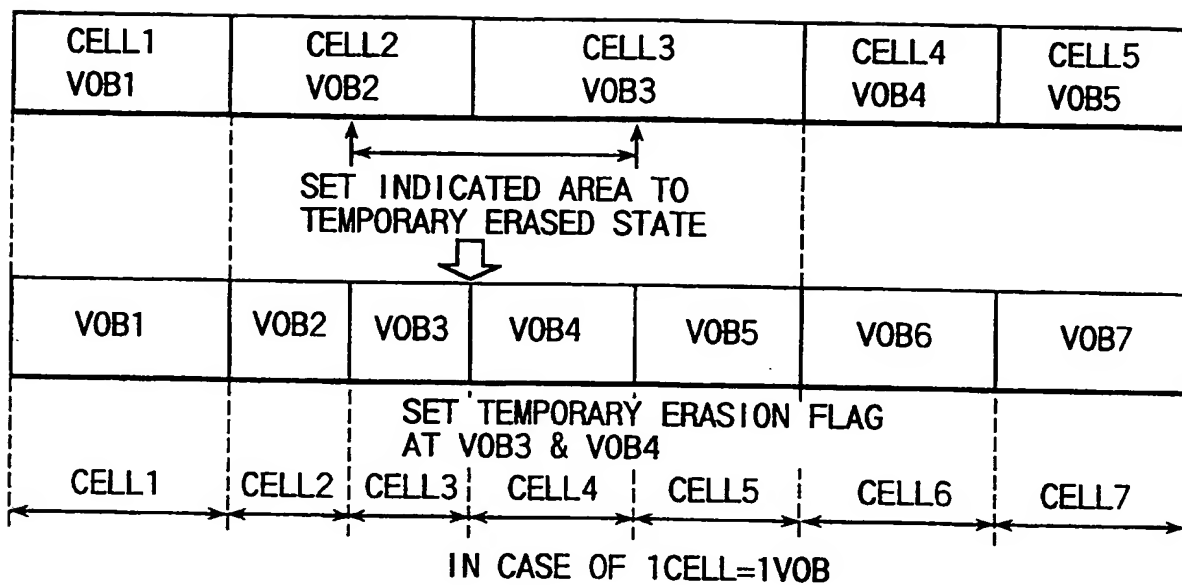 CELL1 CELL2 CELL3 CELL4 CELL5
VOB1 VOB2 VOB3 VOB4 VOB5
SET INDICATED AREA TO
TEMPORARY ERASED STATE
VOB1 VOB2 VOB3 VOB4 VOB5 VOB6 VOB7
SET TEMPORARY ERASION FLAG
AT VOB3 & VOB4
CELL1 CELL2 CELL3 CELL4 CELL5 CELL6 CELL7
IN CASE OF 1CELL=1VOB